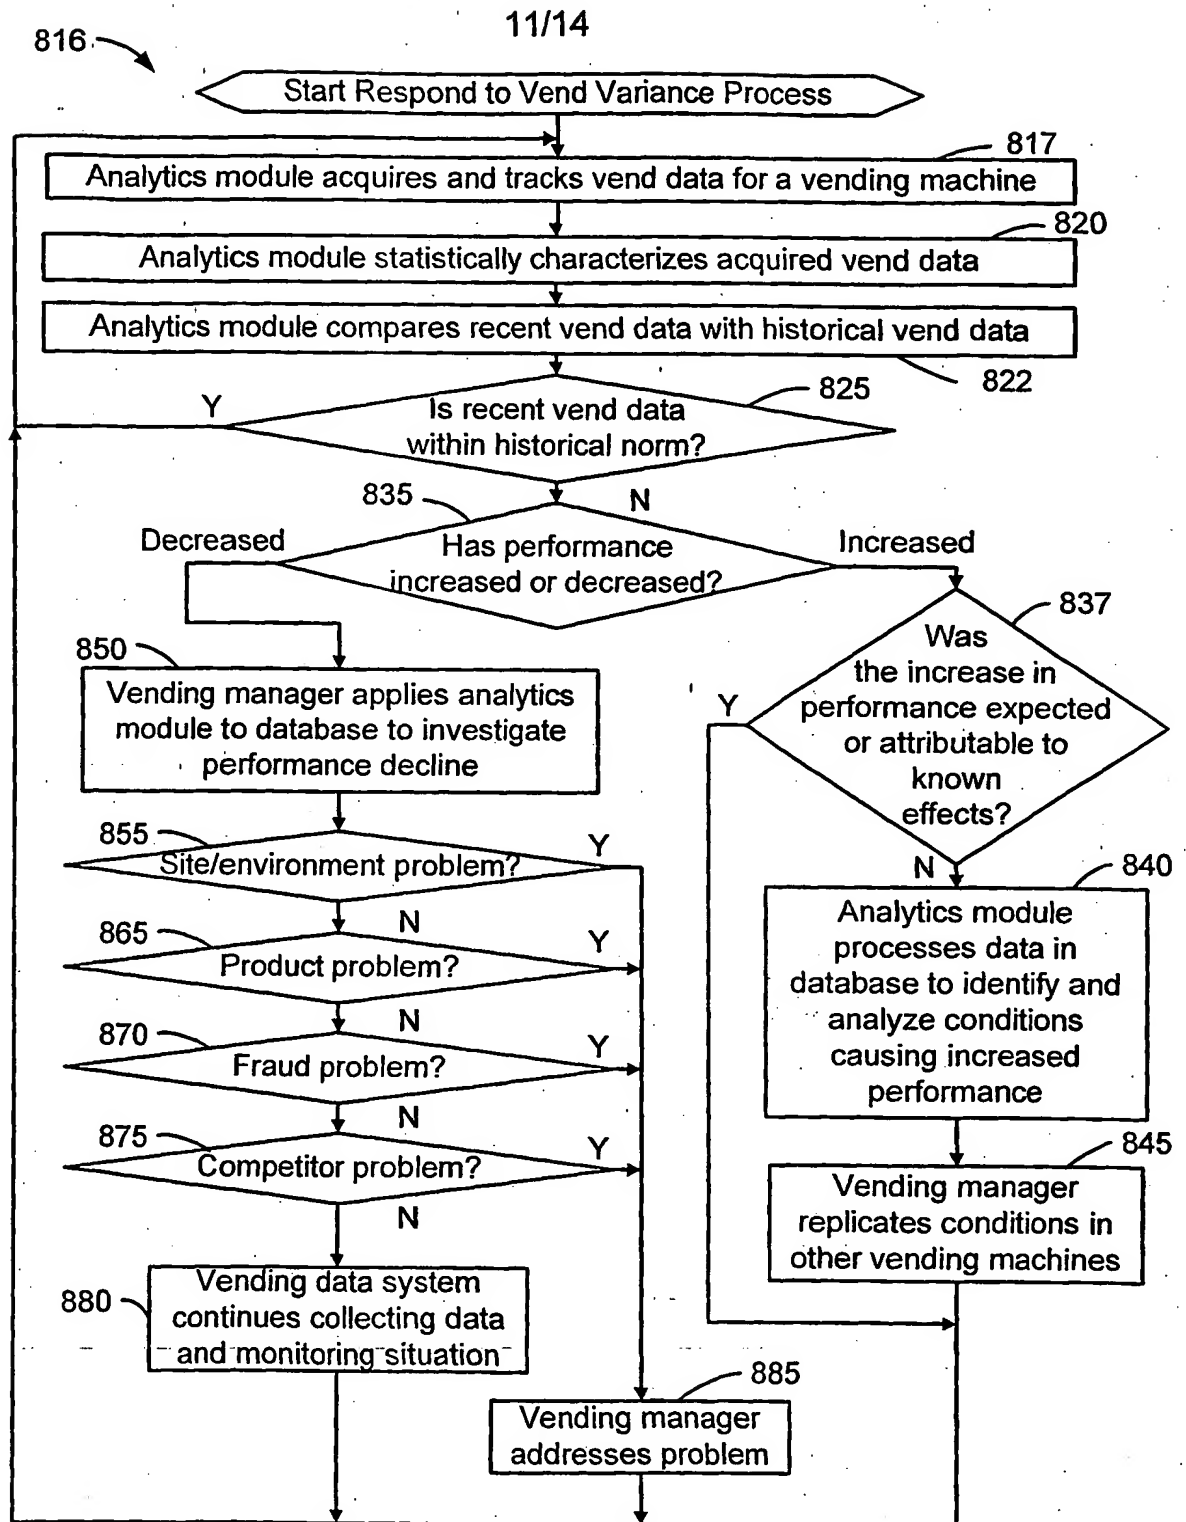 11/14
816
Start Respond to Vend Variance Process
817
Analytics module acquires and tracks vend data for a vending machine
820
Analytics module statistically characterizes acquired vend data
Analytics module compares recent vend data with historical vend data
822
825
Y
Is recent vend data
within historical norm?
N
835
Decreased
Has performance
increased or decreased?
Increased
837
Was
the increase in
performance expected
or attributable to
known
effects?
Y
N
850
Vending manager applies analytics
module to database to investigate
performance decline
855
Site/environment problem?
Y
N
865
Product problem?
Y
N
870
Fraud problem?
Y
N
875
Competitor problem?
Y
N
840
Analytics module
processes data in
database to identify and
analyze conditions
causing increased
performance
845
Vending manager
replicates conditions in
other vending machines
880
Vending data system
continues collecting data
and monitoring situation
885
Vending manager
addresses problem